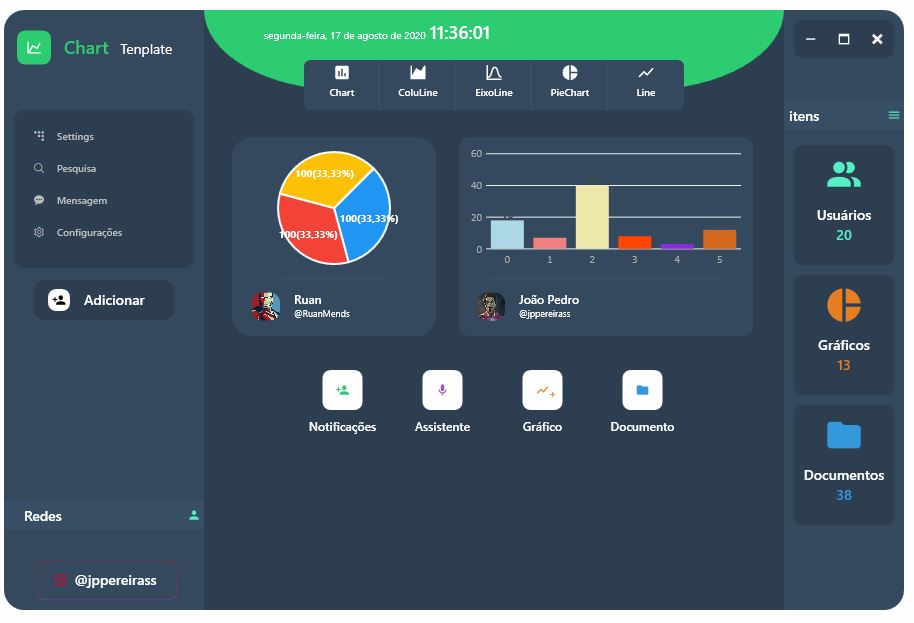 Chart Tenplate
segunda-feira, 17 de agosto de 2020 11:36:01
Chart
ColuLine
EixoLine
PieChart
Line
Settings
Pesquisa
Mensagem
Configurações
Adicionar
100(33,33%)
100(33,33%)
100(33,33%)
Ruan
@RuanMends
60
40
20
0
0 1 2 3 4 5
João Pedro
@jppereirass
Notificações
Assistente
Gráfico
Documento
itens
Usuários
20
Gráficos
13
Documentos
38
Redes
@jppereirass